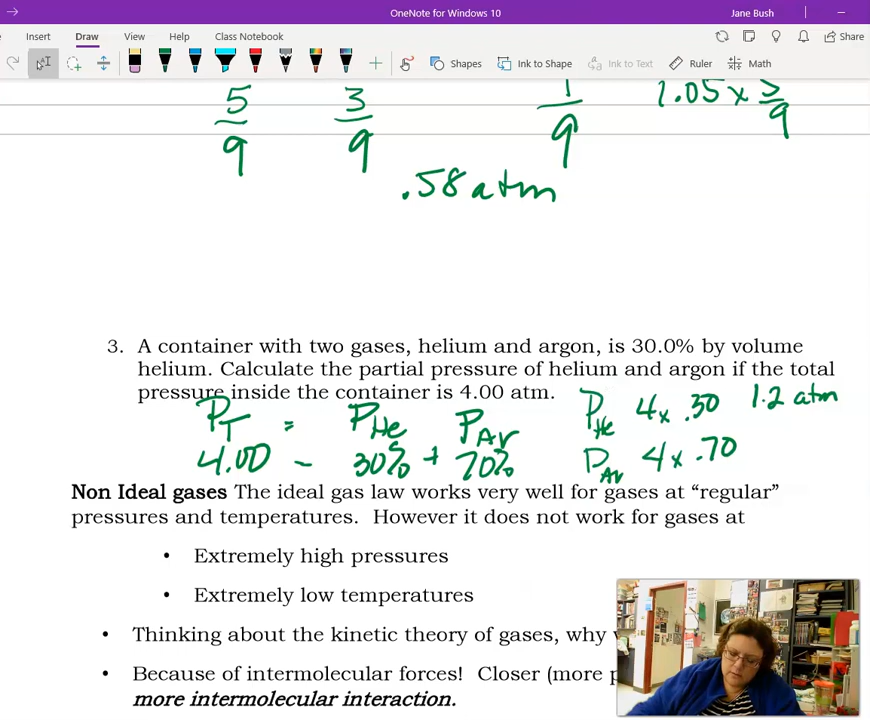 OneNote for Windows 10 Jane Bush
Insert Draw View Help Class Notebook Share
Shapes Ink to Shape Ink to Text Ruler Math
5/9 3/9 1/9 1.05 x 5/9
.58 atm
3. A container with two gases, helium and argon, is 30.0% by volume
helium. Calculate the partial pressure of helium and argon if the total
pressure inside the container is 4.00 atm.
P_T = P_He P_Ar P_He 4 x .30 1.2 atm
4.00 - 30% + 70% P_Ar 4 x .70
Non Ideal gases The ideal gas law works very well for gases at “regular”
pressures and temperatures. However it does not work for gases at
• Extremely high pressures
• Extremely low temperatures
• Thinking about the kinetic theory of gases, why
• Because of intermolecular forces! Closer (more
more intermolecular interaction.